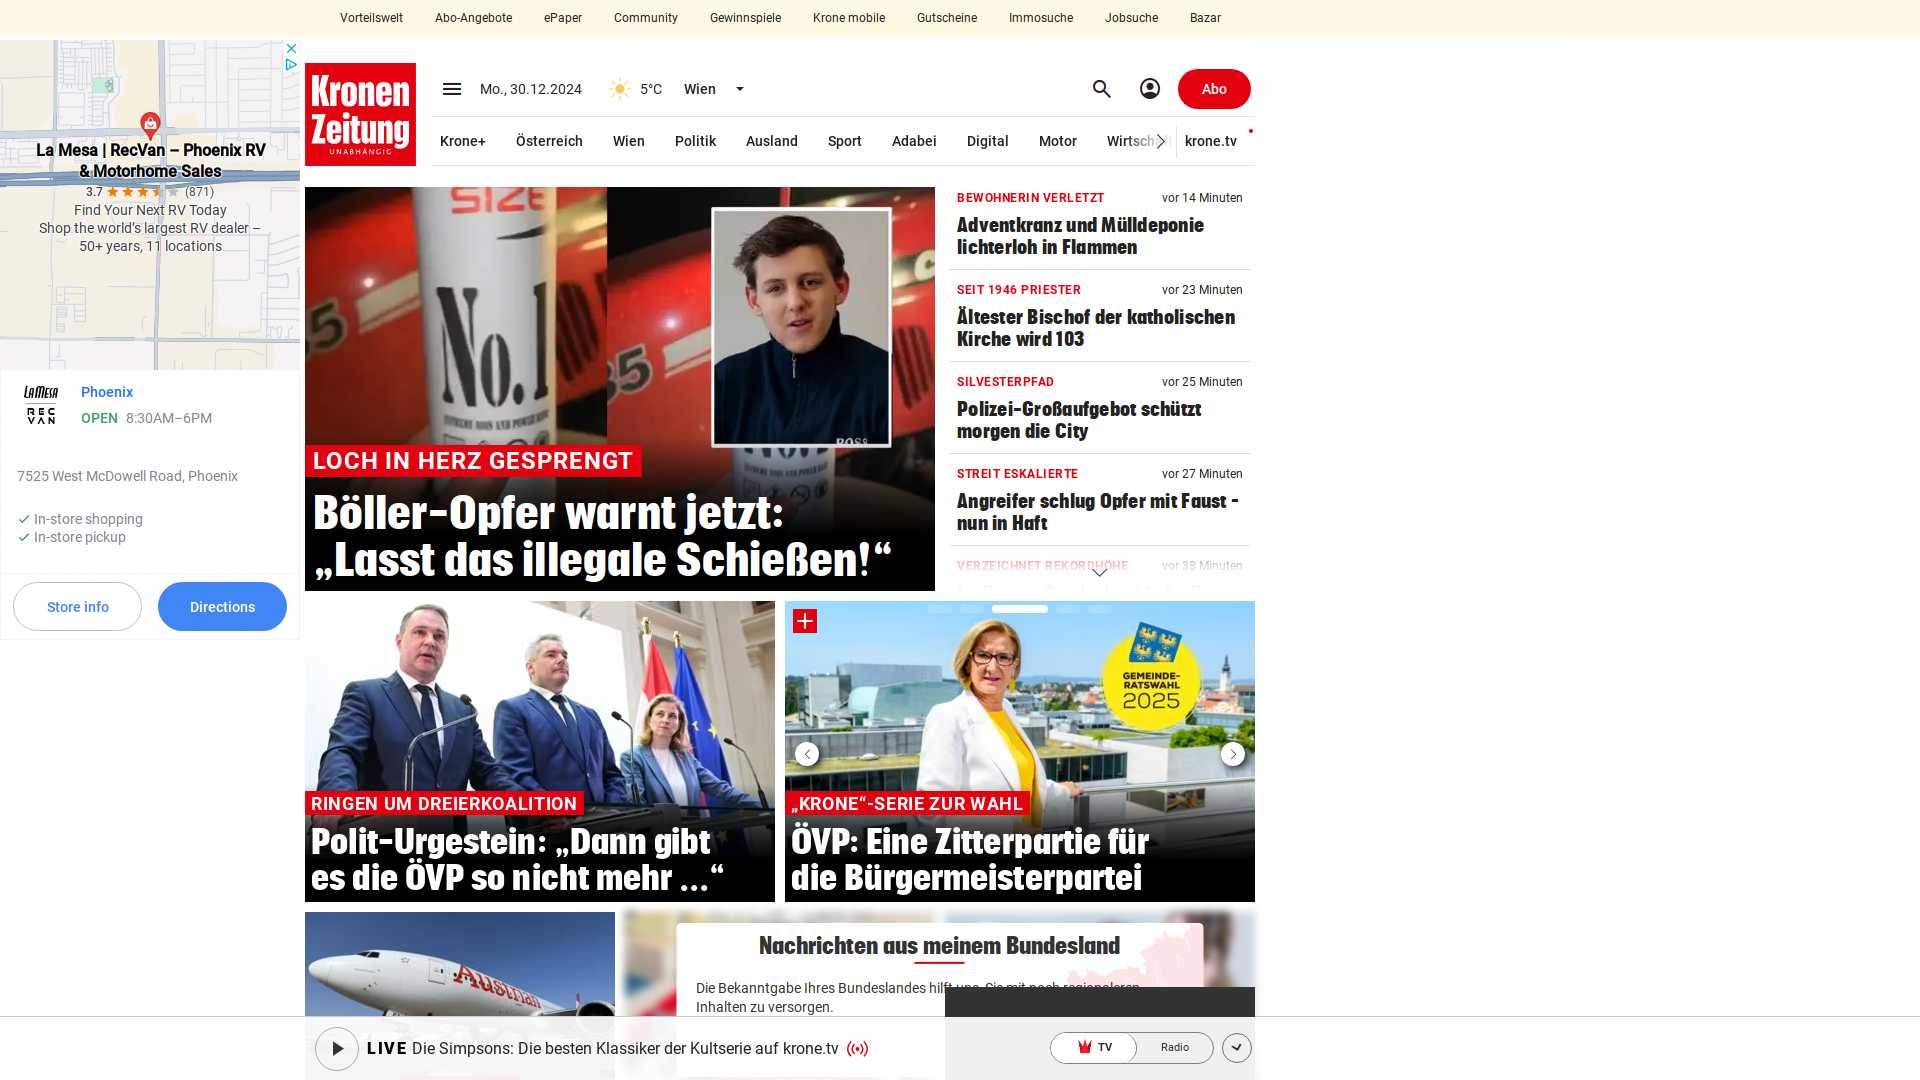 Vorteilswelt
Abo-Angebote
ePaper
Community
Gewinnspiele
Krone mobile
Gutscheine
Immosuche
Jobsuche
Bazar
La Mesa | RecVan – Phoenix RV
& Motorhome Sales
3.7 (871)
Find Your Next RV Today
Shop the world's largest RV dealer –
50+ years, 11 locations
LAMESA
REC
VAN
Phoenix
OPEN 8:30AM–6PM
7525 West McDowell Road, Phoenix
In-store shopping
In-store pickup
Store info
Directions
Kronen
Zeitung
UNABHÄNGIG
Mo., 30.12.2024
5°C
Wien
Abo
Krone+
Österreich
Wien
Politik
Ausland
Sport
Adabei
Digital
Motor
krone.tv
SIZE
No.1
LOCH IN HERZ GESPRENGT
Böller-Opfer warnt jetzt:
„Lasst das illegale Schießen!“
BEWOHNERIN VERLETZT
vor 14 Minuten
Adventkranz und Mülldeponie
lichterloh in Flammen
SEIT 1946 PRIESTER
vor 23 Minuten
Ältester Bischof der katholischen
Kirche wird 103
SILVESTERPFAD
vor 25 Minuten
Polizei-Großaufgebot schützt
morgen die City
STREIT ESKALIERTE
vor 27 Minuten
Angreifer schlug Opfer mit Faust -
nun in Haft
VERZEICHNET REKORDHÖHE
vor 38 Minuten
RINGEN UM DREIERKOALITION
Polit-Urgestein: „Dann gibt
es die ÖVP so nicht mehr ...“
GEMEINDE-
RATSWAHL
2025
„KRONE“-SERIE ZUR WAHL
ÖVP: Eine Zitterpartie für
die Bürgermeisterpartei
Austrian
Nachrichten aus meinem Bundesland
Die Bekanntgabe Ihres Bundeslandes hilft uns, Sie mit noch regionaleren
Inhalten zu versorgen.
LIVE Die Simpsons: Die besten Klassiker der Kultserie auf krone.tv
TV
Radio